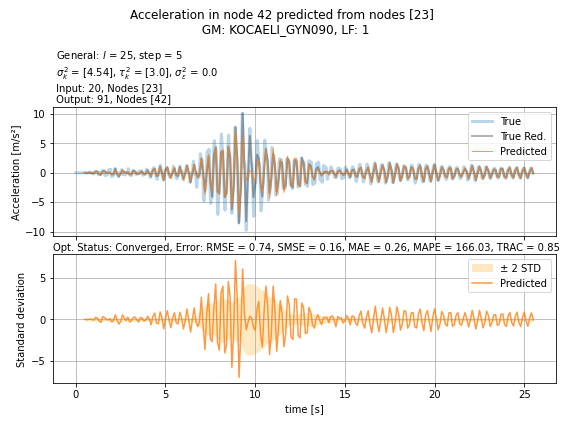 Acceleration in node 42 predicted from nodes [23]
GM: KOCAELI_GYN090, LF: 1
General: l = 25, step = 5
σ²ₖ = [4.54], τ²ₖ = [3.0], σ²ε = 0.0
Input: 20, Nodes [23]
Output: 91, Nodes [42]
Acceleration [m/s²]
10
5
0
−5
−10
True
True Red.
Predicted
Opt. Status: Converged, Error: RMSE = 0.74, SMSE = 0.16, MAE = 0.26, MAPE = 166.03, TRAC = 0.85
Standard deviation
5
0
−5
± 2 STD
Predicted
0 5 10 15 20 25
time [s]